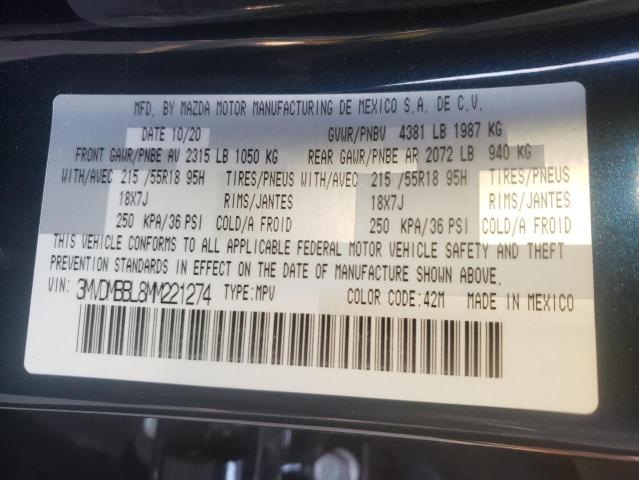 MFD. BY MAZDA MOTOR MANUFACTURING DE MEXICO S.A. DE C.V.
DATE 10/20 GVWR/PNBV 4381 LB 1987 KG
FRONT GAWR/PNBE AV 2315 LB 1050 KG REAR GAWR/PNBE AR 2072 LB 940 KG
WITH/AVEC 215 /55R18 95H TIRES/PNEUS WITH/AVEC 215 /55R18 95H TIRES/PNEUS
18X7J RIMS/JANTES 18X7J RIMS/JANTES
250 KPA/36 PSI COLD/A FROID 250 KPA/36 PSI COLD/A FROID
THIS VEHICLE CONFORMS TO ALL APPLICABLE FEDERAL MOTOR VEHICLE SAFETY AND THEFT
PREVENTION STANDARDS IN EFFECT ON THE DATE OF MANUFACTURE SHOWN ABOVE.
VIN: 3MVDMBBL8MM221274 TYPE: MPV COLOR CODE: 42M MADE IN MEXICO